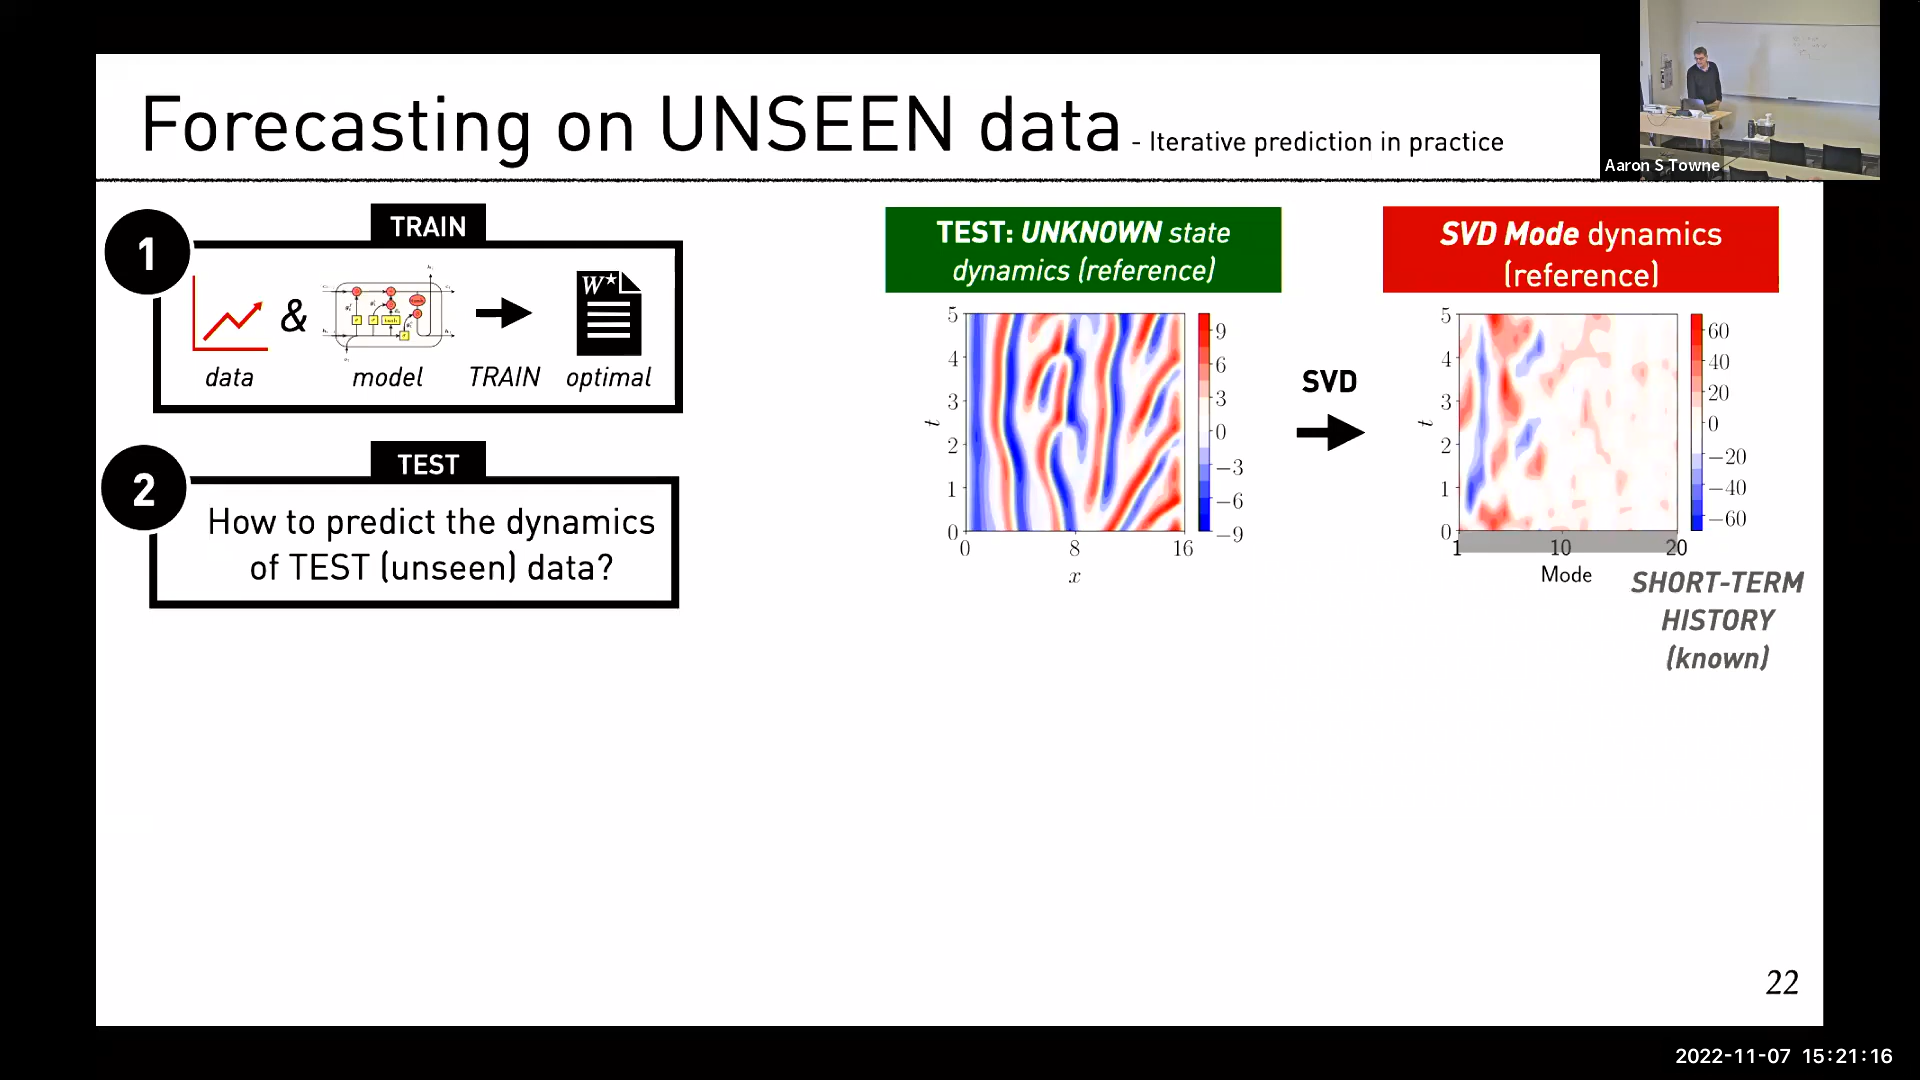 Forecasting on UNSEEN data - Iterative prediction in practice
Aaron S Towne
1
TRAIN
&
W★
data
model
TRAIN
optimal
2
TEST
How to predict the dynamics
of TEST (unseen) data?
TEST: UNKNOWN state
dynamics (reference)
5
4
3
2
1
0
t
0
8
16
x
9
6
3
0
−3
−6
−9
SVD
SVD Mode dynamics
(reference)
5
4
3
2
1
0
t
1
10
20
Mode
60
40
20
0
−20
−40
−60
SHORT-TERM
HISTORY
(known)
22
2022-11-07 15:21:16